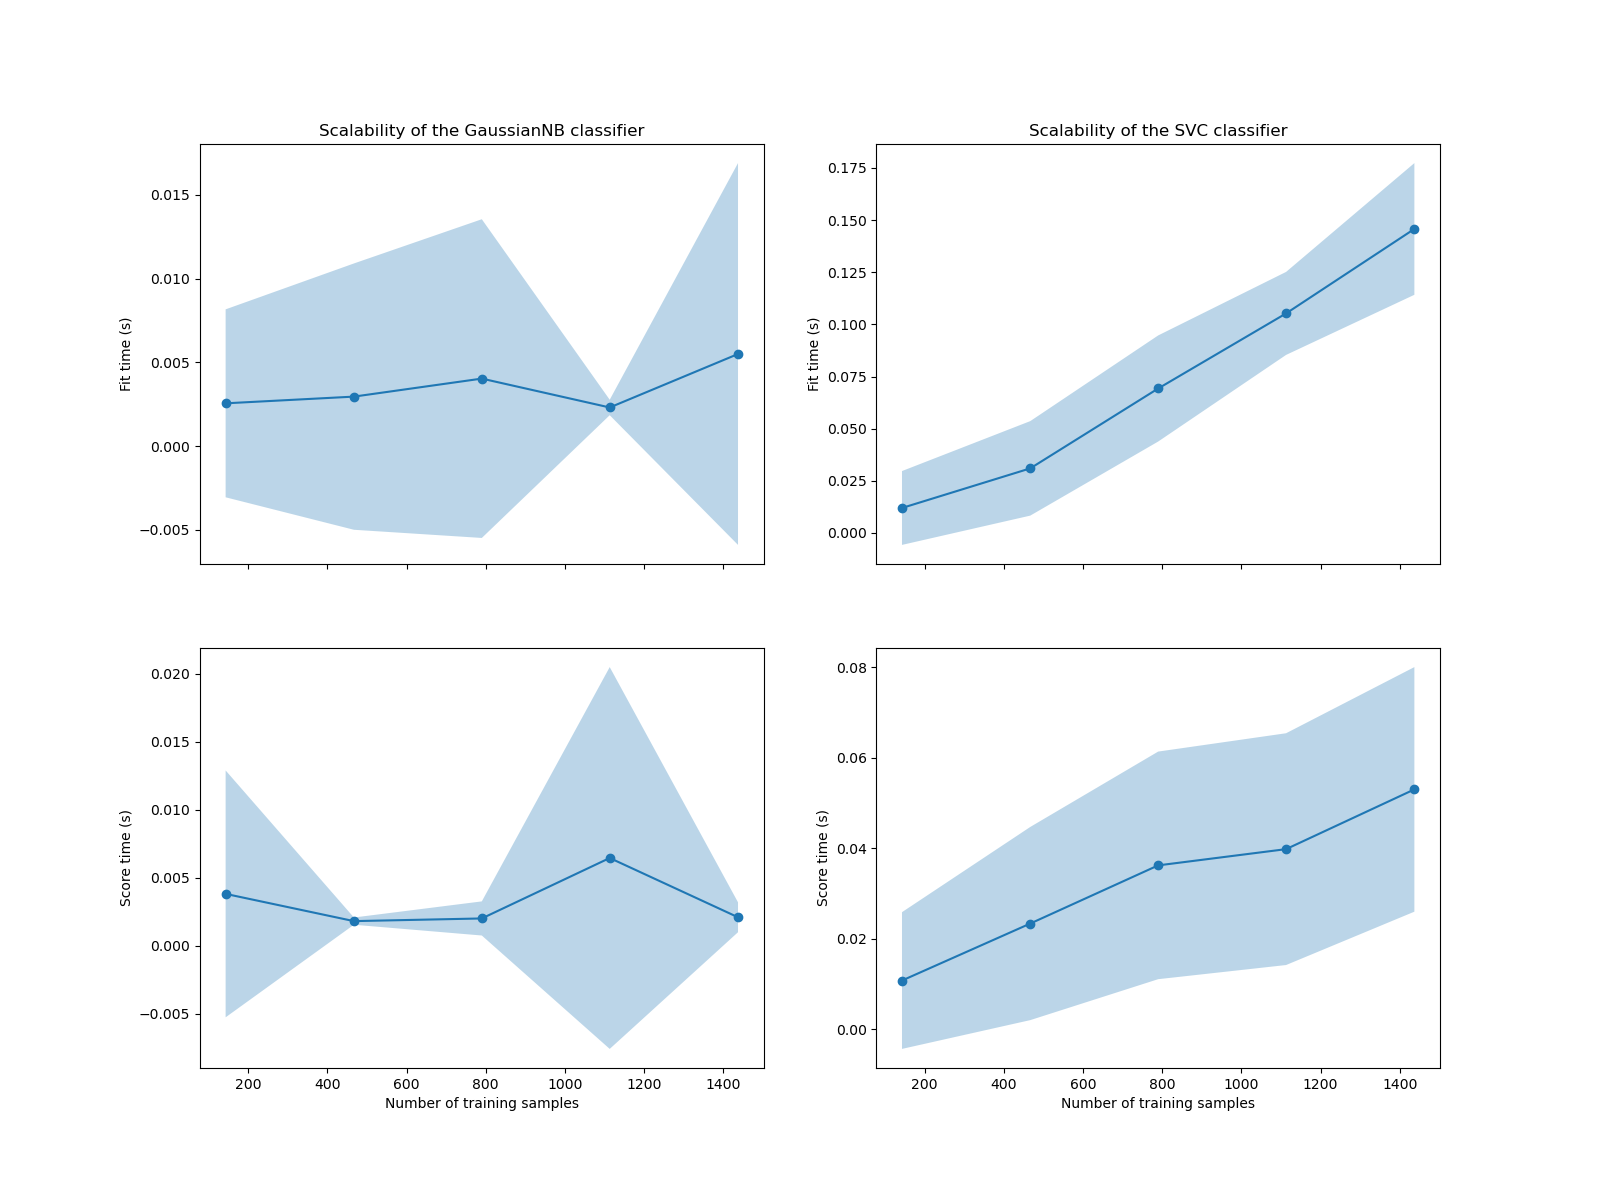 Scalability of the GaussianNB classifier
Fit time (s)
0.015
0.010
0.005
0.000
−0.005
Scalability of the SVC classifier
Fit time (s)
0.175
0.150
0.125
0.100
0.075
0.050
0.025
0.000
Score time (s)
0.020
0.015
0.010
0.005
0.000
−0.005
200 400 600 800 1000 1200 1400
Number of training samples
Score time (s)
0.08
0.06
0.04
0.02
0.00
200 400 600 800 1000 1200 1400
Number of training samples